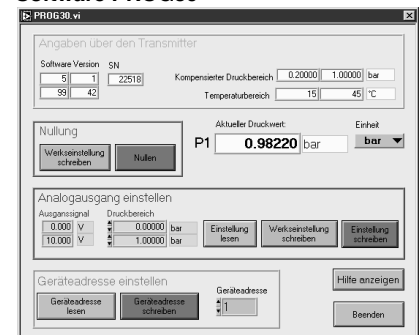 Software PROG30
PROG30.vi
Angaben über den Transmitter
Software Version SN
5 1 22518
99 42
Kompensierter Druckbereich 0.20000 1.00000 bar
Temperaturbereich 15 45 °C
Nullung
Werkseinstellung schreiben
Nullen
Aktueller Druckwert: Einheit
P1 0.98220 bar bar
Analogausgang einstellen
Ausganssignal Druckbereich
0.000 V 0.00000 bar
10.000 V 1.00000 bar
Einstellung lesen
Werkseinstellung schreiben
Einstellung schreiben
Geräteadresse einstellen
Geräteadresse lesen
Geräteadresse schreiben
Geräteadresse
1
Hilfe anzeigen
Beenden